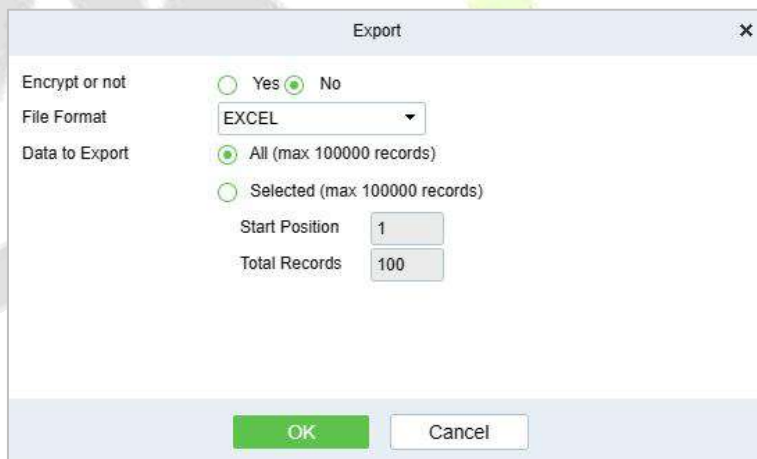 Export
Encrypt or not Yes No
File Format EXCEL
Data to Export All (max 100000 records)
Selected (max 100000 records)
Start Position 1
Total Records 100
OK Cancel